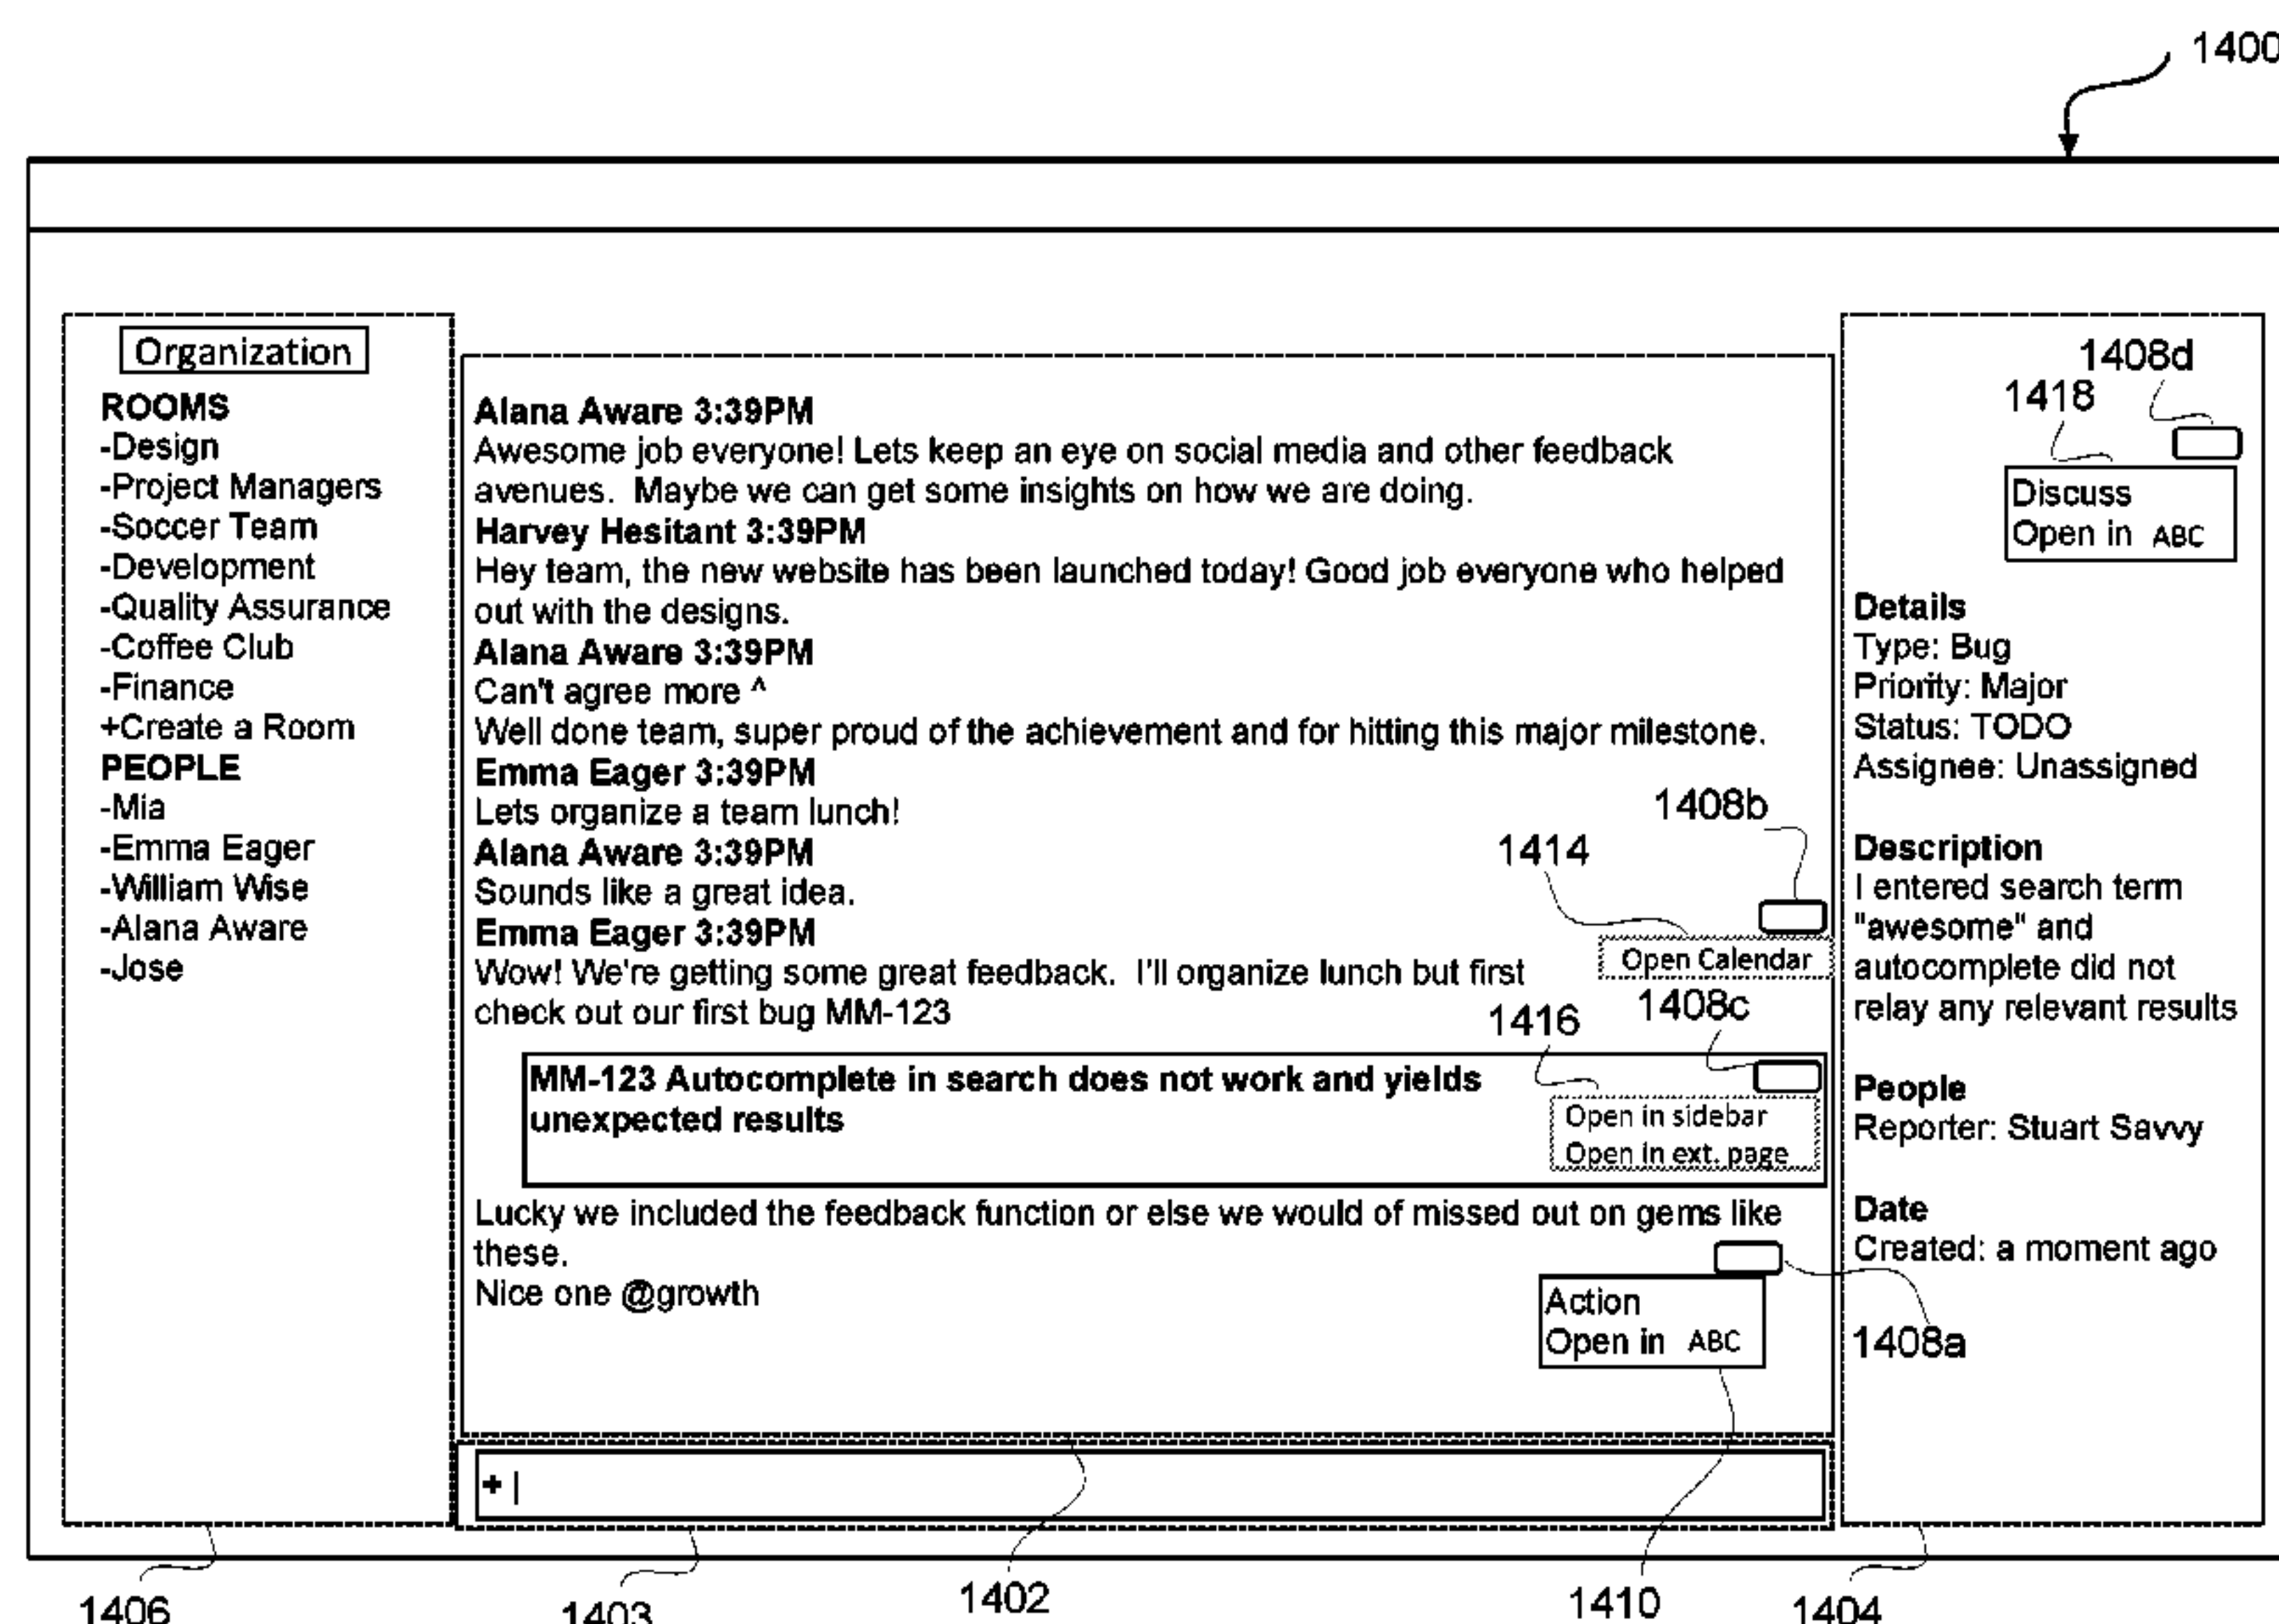 1400
Organization
ROOMS
-Design
-Project Managers
-Soccer Team
-Development
-Quality Assurance
-Coffee Club
-Finance
+Create a Room
PEOPLE
-Mia
-Emma Eager
-William Wise
-Alana Aware
-Jose
Alana Aware 3:39PM
Awesome job everyone! Lets keep an eye on social media and other feedback
avenues.  Maybe we can get some insights on how we are doing.
Harvey Hesitant 3:39PM
Hey team, the new website has been launched today! Good job everyone who helped
out with the designs.
Alana Aware 3:39PM
Can't agree more ^
Well done team, super proud of the achievement and for hitting this major milestone.
Emma Eager 3:39PM
Lets organize a team lunch!
1408b
Alana Aware 3:39PM
1414
Sounds like a great idea.
Emma Eager 3:39PM
Open Calendar
Wow! We're getting some great feedback.  I'll organize lunch but first
check out our first bug MM-123
1416
1408c
MM-123 Autocomplete in search does not work and yields
unexpected results
Open in sidebar
Open in ext. page
Lucky we included the feedback function or else we would of missed out on gems like
these.
Nice one @growth
Action
Open in ABC
+ |
1408d
1418
Discuss
Open in ABC
Details
Type: Bug
Priority: Major
Status: TODO
Assignee: Unassigned
Description
I entered search term
"awesome" and
autocomplete did not
relay any relevant results
People
Reporter: Stuart Savvy
Date
Created: a moment ago
1408a
1406
1403
1402
1410
1404